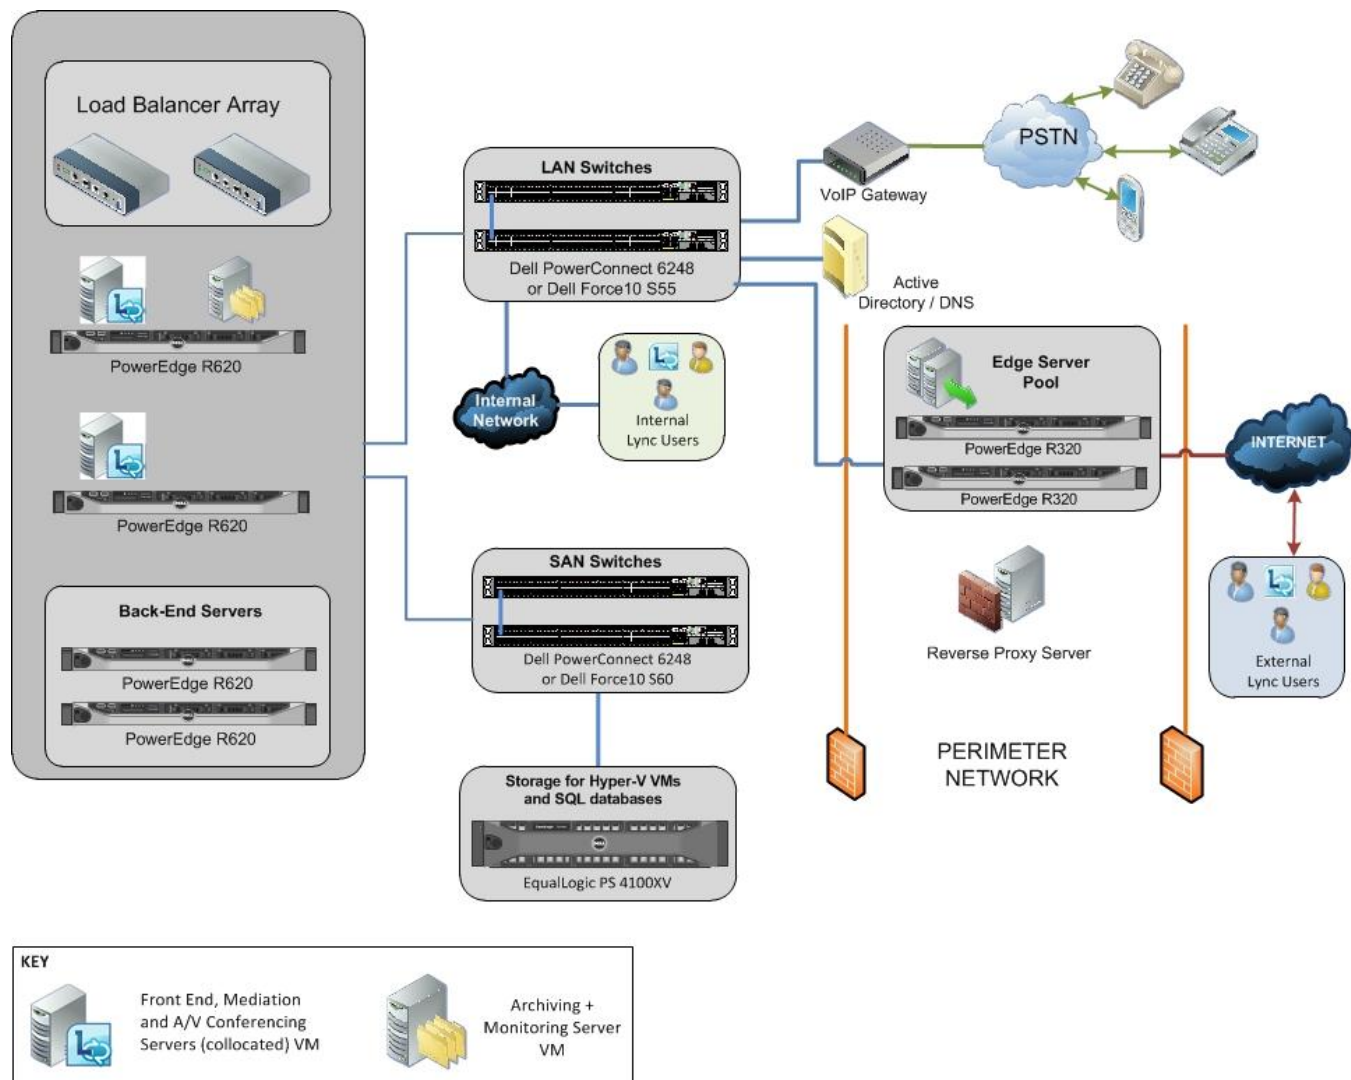 Load Balancer Array
PowerEdge R620
PowerEdge R620
Back-End Servers
PowerEdge R620
PowerEdge R620
LAN Switches
Dell PowerConnect 6248
or Dell Force10 S55
Internal
Network
Internal
Lync Users
SAN Switches
Dell PowerConnect 6248
or Dell Force10 S60
Storage for Hyper-V VMs
and SQL databases
EqualLogic PS 4100XV
VoIP Gateway
PSTN
Active
Directory / DNS
Edge Server
Pool
PowerEdge R320
PowerEdge R320
Reverse Proxy Server
PERIMETER
NETWORK
INTERNET
External
Lync Users
KEY
Front End, Mediation
and A/V Conferencing
Servers (collocated) VM
Archiving +
Monitoring Server
VM